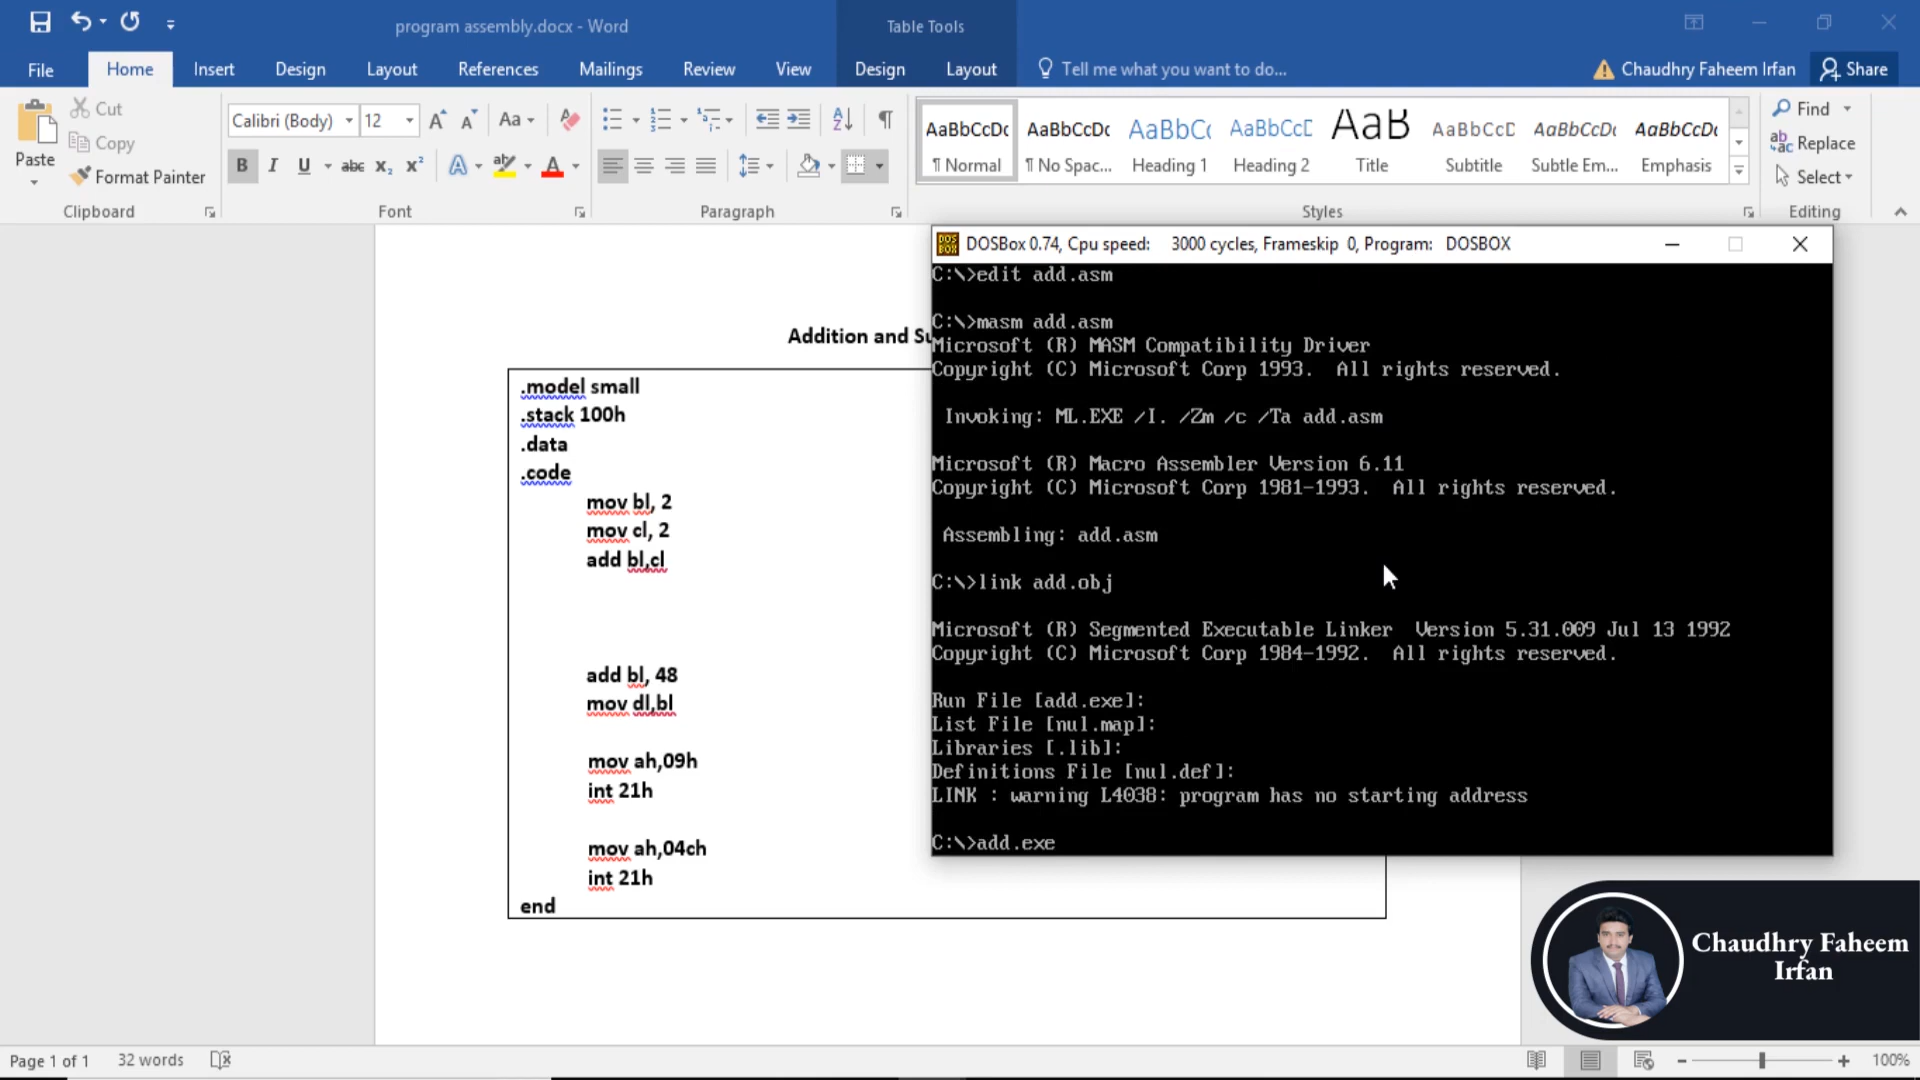 program assembly.docx - Word
Table Tools
File Home Insert Design Layout References Mailings Review View Design Layout Tell me what you want to do... Chaudhry Faheem Irfan Share
Cut
Copy
Paste
Format Painter
Clipboard
Calibri (Body) 12 Aa
B I U abc x₂ x² A ab A
Font
Paragraph
AaBbCcDc AaBbCcDc AaBbC( AaBbCcC AaB AaBbCcD AaBbCcDc AaBbCcDc
¶ Normal ¶ No Spac... Heading 1 Heading 2 Title Subtitle Subtle Em... Emphasis
Styles
Find
Replace
Select
Editing
Addition and Su
.model small
.stack 100h
.data
.code
mov bl, 2
mov cl, 2
add bl,cl
add bl, 48
mov dl,bl
mov ah,09h
int 21h
mov ah,04ch
int 21h
end
DOSBox 0.74, Cpu speed: 3000 cycles, Frameskip 0, Program: DOSBOX
C:\>edit add.asm
C:\>masm add.asm
Microsoft (R) MASM Compatibility Driver
Copyright (C) Microsoft Corp 1993. All rights reserved.
Invoking: ML.EXE /I. /Zm /c /Ta add.asm
Microsoft (R) Macro Assembler Version 6.11
Copyright (C) Microsoft Corp 1981-1993. All rights reserved.
Assembling: add.asm
C:\>link add.obj
Microsoft (R) Segmented Executable Linker Version 5.31.009 Jul 13 1992
Copyright (C) Microsoft Corp 1984-1992. All rights reserved.
Run File [add.exe]:
List File [nul.map]:
Libraries [.lib]:
Definitions File [nul.def]:
LINK : warning L4038: program has no starting address
C:\>add.exe
Chaudhry Faheem
Irfan
Page 1 of 1 32 words 100%